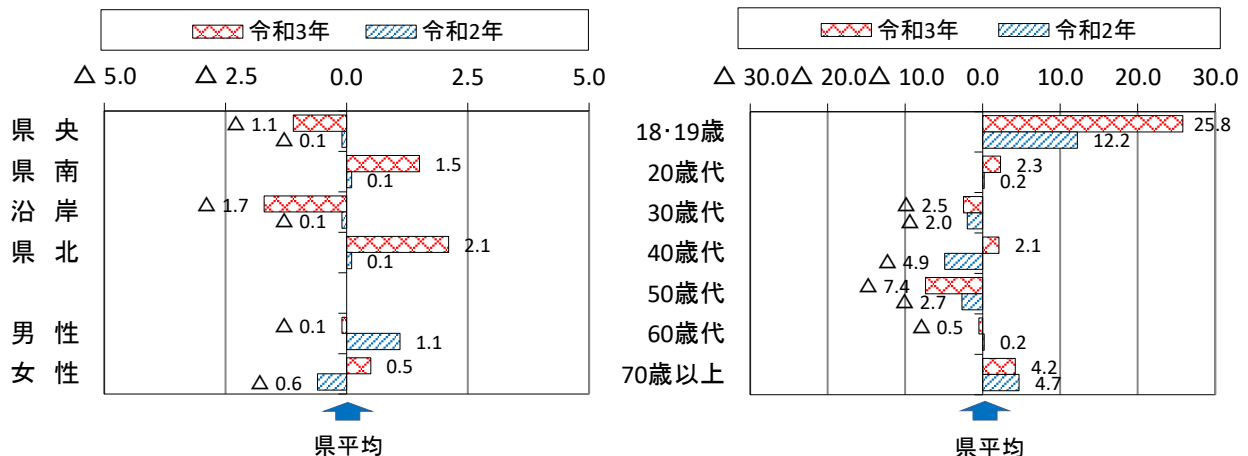 令和3年 令和2年
△ 5.0 △ 2.5 0.0 2.5 5.0
県 央 △ 1.1
△ 0.1
県 南 1.5
0.1
沿 岸 △ 1.7
△ 0.1
県 北 2.1
0.1
男 性 △ 0.1
1.1
女 性 0.5
△ 0.6
県平均
令和3年 令和2年
△ 30.0 △ 20.0 △ 10.0 0.0 10.0 20.0 30.0
18・19歳 25.8
12.2
20歳代 2.3
0.2
30歳代 △ 2.5
△ 2.0
40歳代 2.1
△ 4.9
50歳代 △ 7.4
△ 2.7
60歳代 △ 0.5
0.2
70歳以上 4.2
4.7
県平均